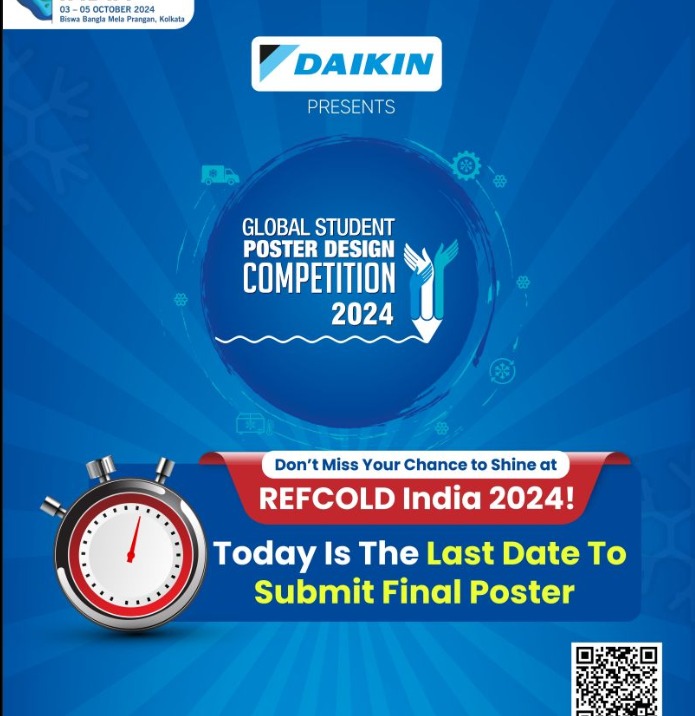 03 – 05 OCTOBER 2024
Biswa Bangla Mela Prangan, Kolkata
DAIKIN
PRESENTS
GLOBAL STUDENT
POSTER DESIGN
COMPETITION
2024
Don't Miss Your Chance to Shine at
REFCOLD India 2024!
Today Is The Last Date To
Submit Final Poster